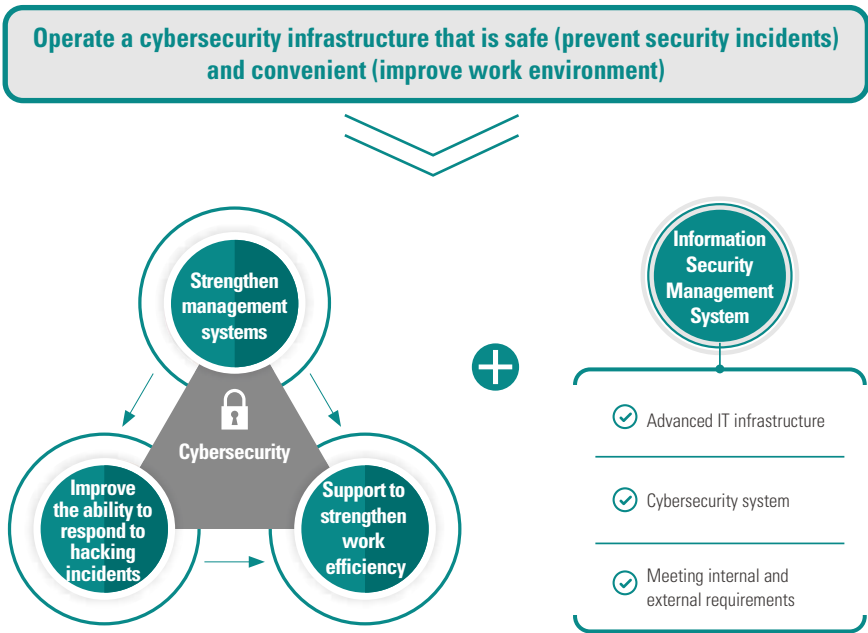 Operate a cybersecurity infrastructure that is safe (prevent security incidents)
and convenient (improve work environment)
Strengthen
management
systems
Cybersecurity
Improve
the ability to
respond to
hacking
incidents
Support to
strengthen
work
efficiency
Information
Security
Management
System
Advanced IT infrastructure
Cybersecurity system
Meeting internal and
external requirements